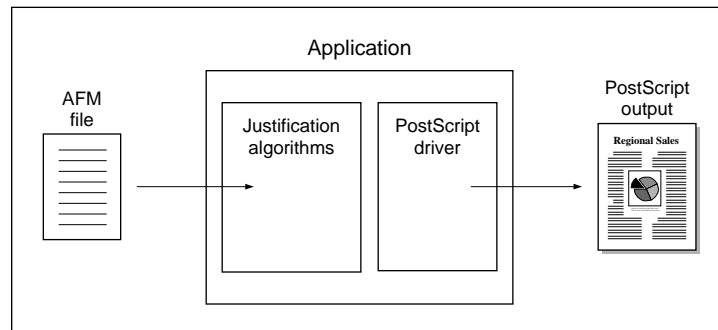 Application
AFM
file
Justification
algorithms
PostScript
driver
PostScript
output
Regional Sales